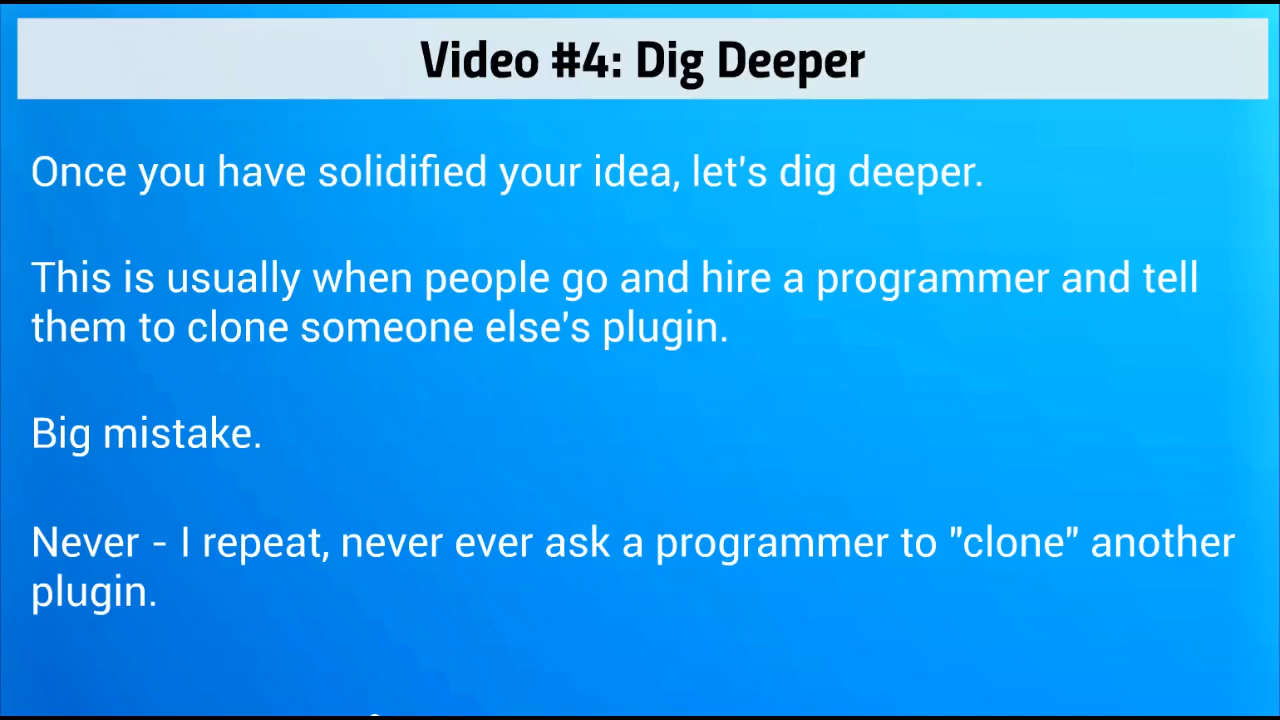 Video #4: Dig Deeper
Once you have solidified your idea, let's dig deeper.
This is usually when people go and hire a programmer and tell
them to clone someone else's plugin.
Big mistake.
Never - I repeat, never ever ask a programmer to "clone" another
plugin.